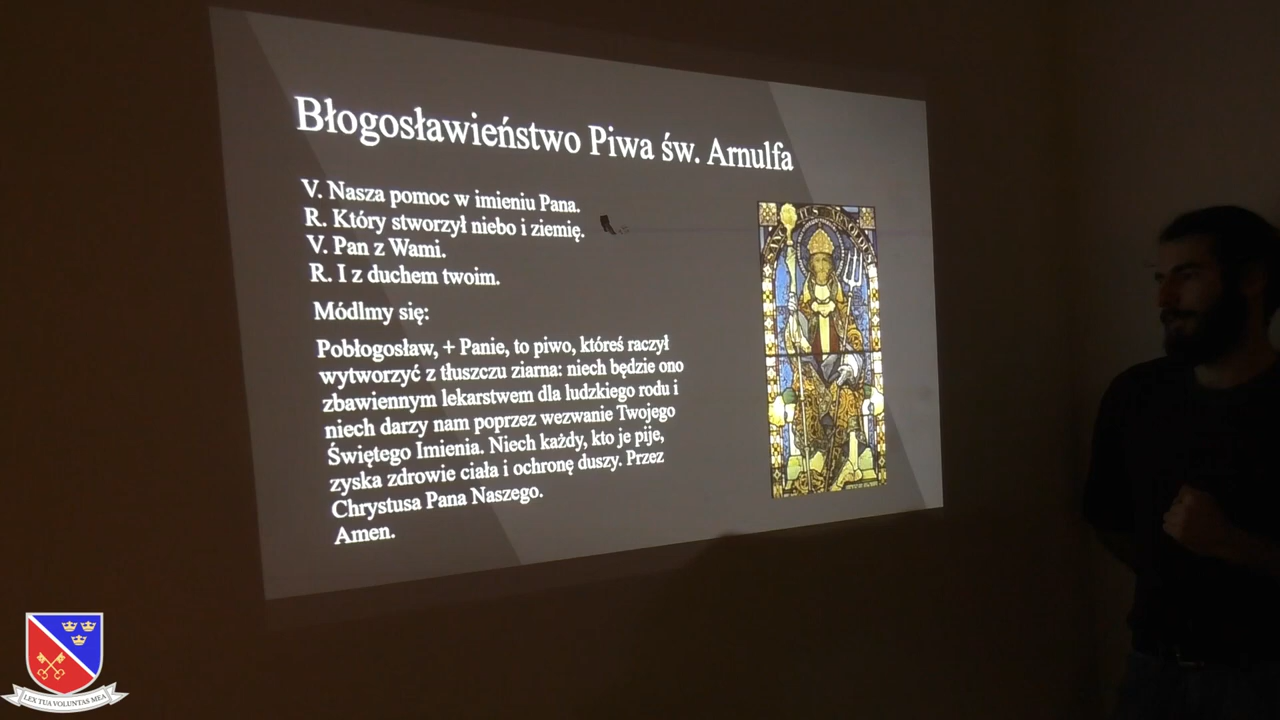 Błogosławieństwo Piwa św. Arnulfa
V. Nasza pomoc w imieniu Pana.
R. Który stworzył niebo i ziemię.
V. Pan z Wami.
R. I z duchem twoim.
Módlmy się:
Pobłogosław, + Panie, to piwo, któreś raczył
wytworzyć z tłuszczu ziarna: niech będzie ono
zbawiennym lekarstwem dla ludzkiego rodu i
niech darzy nam poprzez wezwanie Twojego
Świętego Imienia. Niech każdy, kto je pije,
zyska zdrowie ciała i ochronę duszy. Przez
Chrystusa Pana Naszego.
Amen.
LEX TUA VOLUNTAS MEA